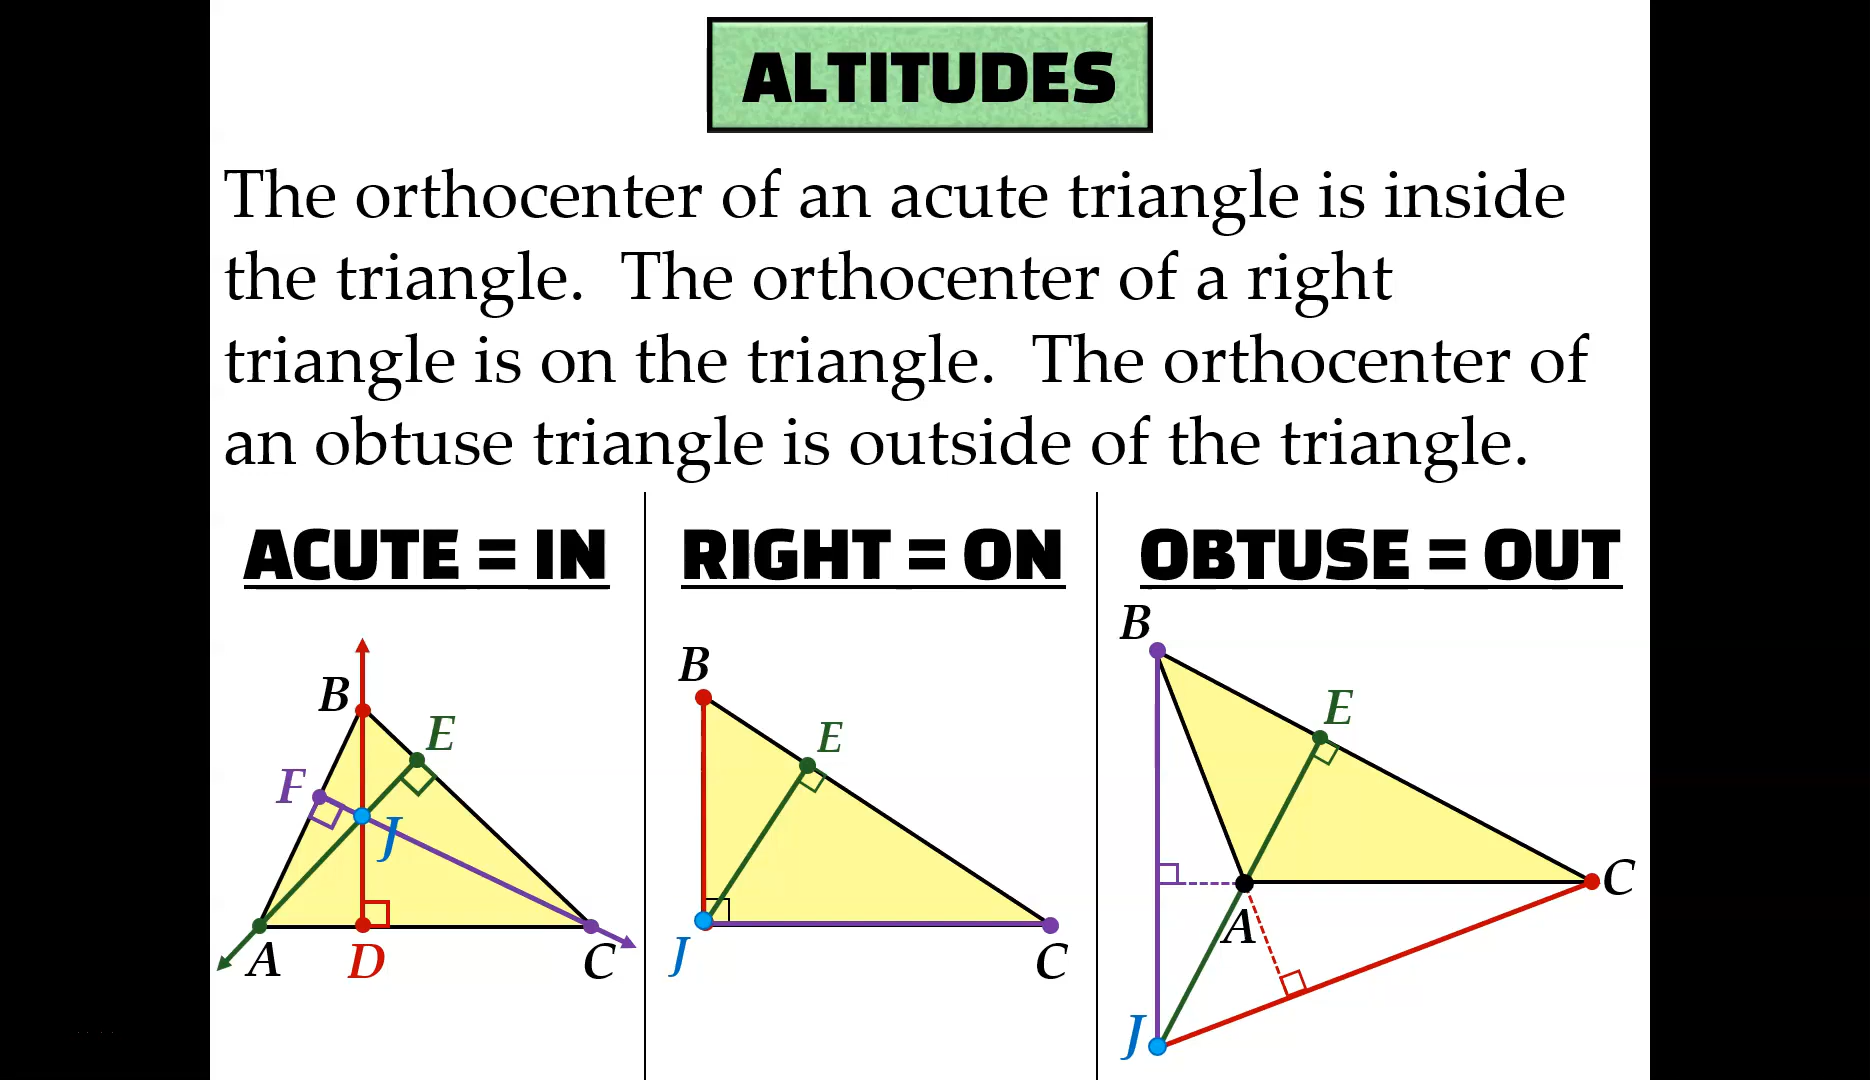 ALTITUDES
The orthocenter of an acute triangle is inside
the triangle. The orthocenter of a right
triangle is on the triangle. The orthocenter of
an obtuse triangle is outside of the triangle.
ACUTE = IN
B
E
F
J
A
D
C
RIGHT = ON
B
E
J
C
OBTUSE = OUT
B
E
C
A
J